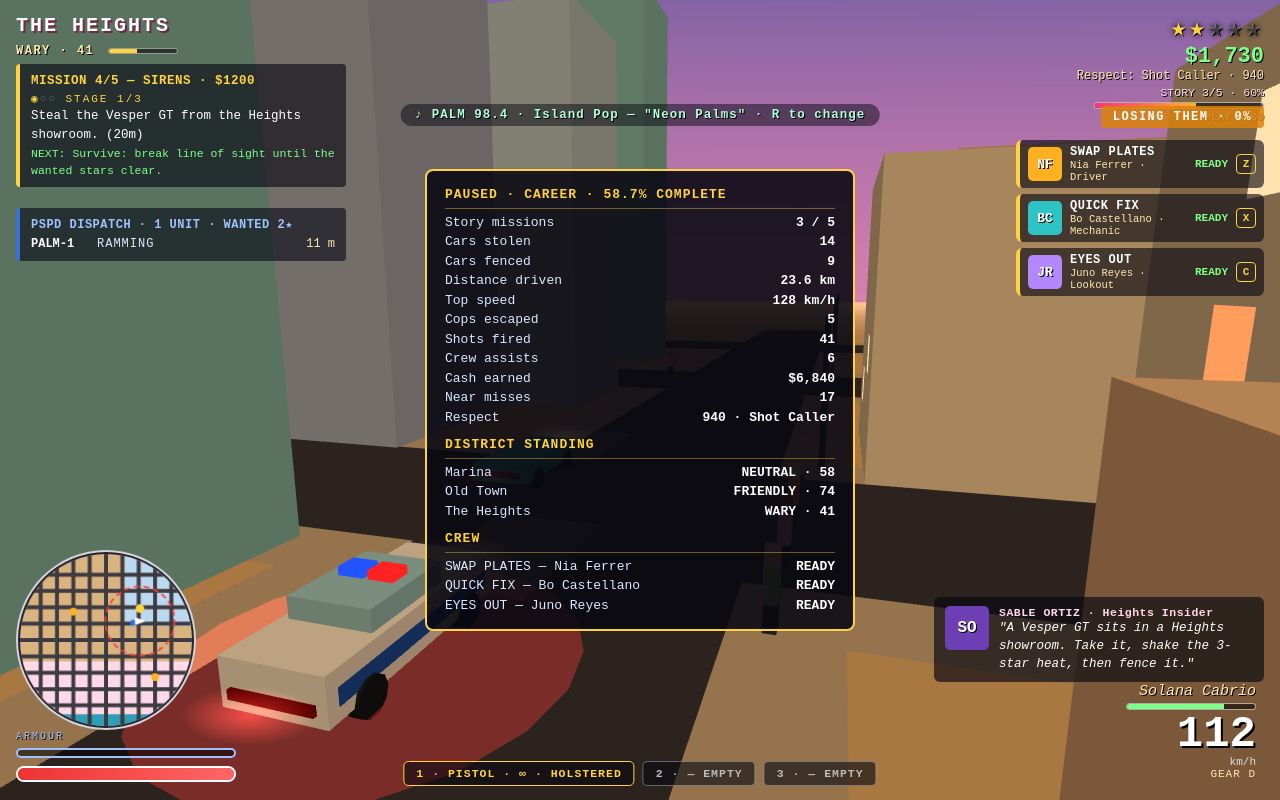 THE HEIGHTS
WARY · 41
MISSION 4/5 — SIRENS · $1200
◉○○ STAGE 1/3
Steal the Vesper GT from the Heights
showroom. (20m)
NEXT: Survive: break line of sight until the
wanted stars clear.
PSPD DISPATCH · 1 UNIT · WANTED 2★
PALM-1 RAMMING 11 m
♪ PALM 98.4 · Island Pop — "Neon Palms" · R to change
★★★★★
$1,730
Respect: Shot Caller · 940
STORY 3/5 · 60%
LOSING THEM · 0%
NF SWAP PLATES
Nia Ferrer ·
Driver
READY Z
BC QUICK FIX
Bo Castellano ·
Mechanic
READY X
JR EYES OUT
Juno Reyes ·
Lookout
READY C
PAUSED · CAREER · 58.7% COMPLETE
Story missions 3 / 5
Cars stolen 14
Cars fenced 9
Distance driven 23.6 km
Top speed 128 km/h
Cops escaped 5
Shots fired 41
Crew assists 6
Cash earned $6,840
Near misses 17
Respect 940 · Shot Caller
DISTRICT STANDING
Marina NEUTRAL · 58
Old Town FRIENDLY · 74
The Heights WARY · 41
CREW
SWAP PLATES — Nia Ferrer READY
QUICK FIX — Bo Castellano READY
EYES OUT — Juno Reyes READY
SO SABLE ORTIZ · Heights Insider
"A Vesper GT sits in a Heights
showroom. Take it, shake the 3-
star heat, then fence it."
Solana Cabrio
112
km/h
GEAR D
ARMOUR
1 · PISTOL · ∞ · HOLSTERED
2 · — EMPTY
3 · — EMPTY